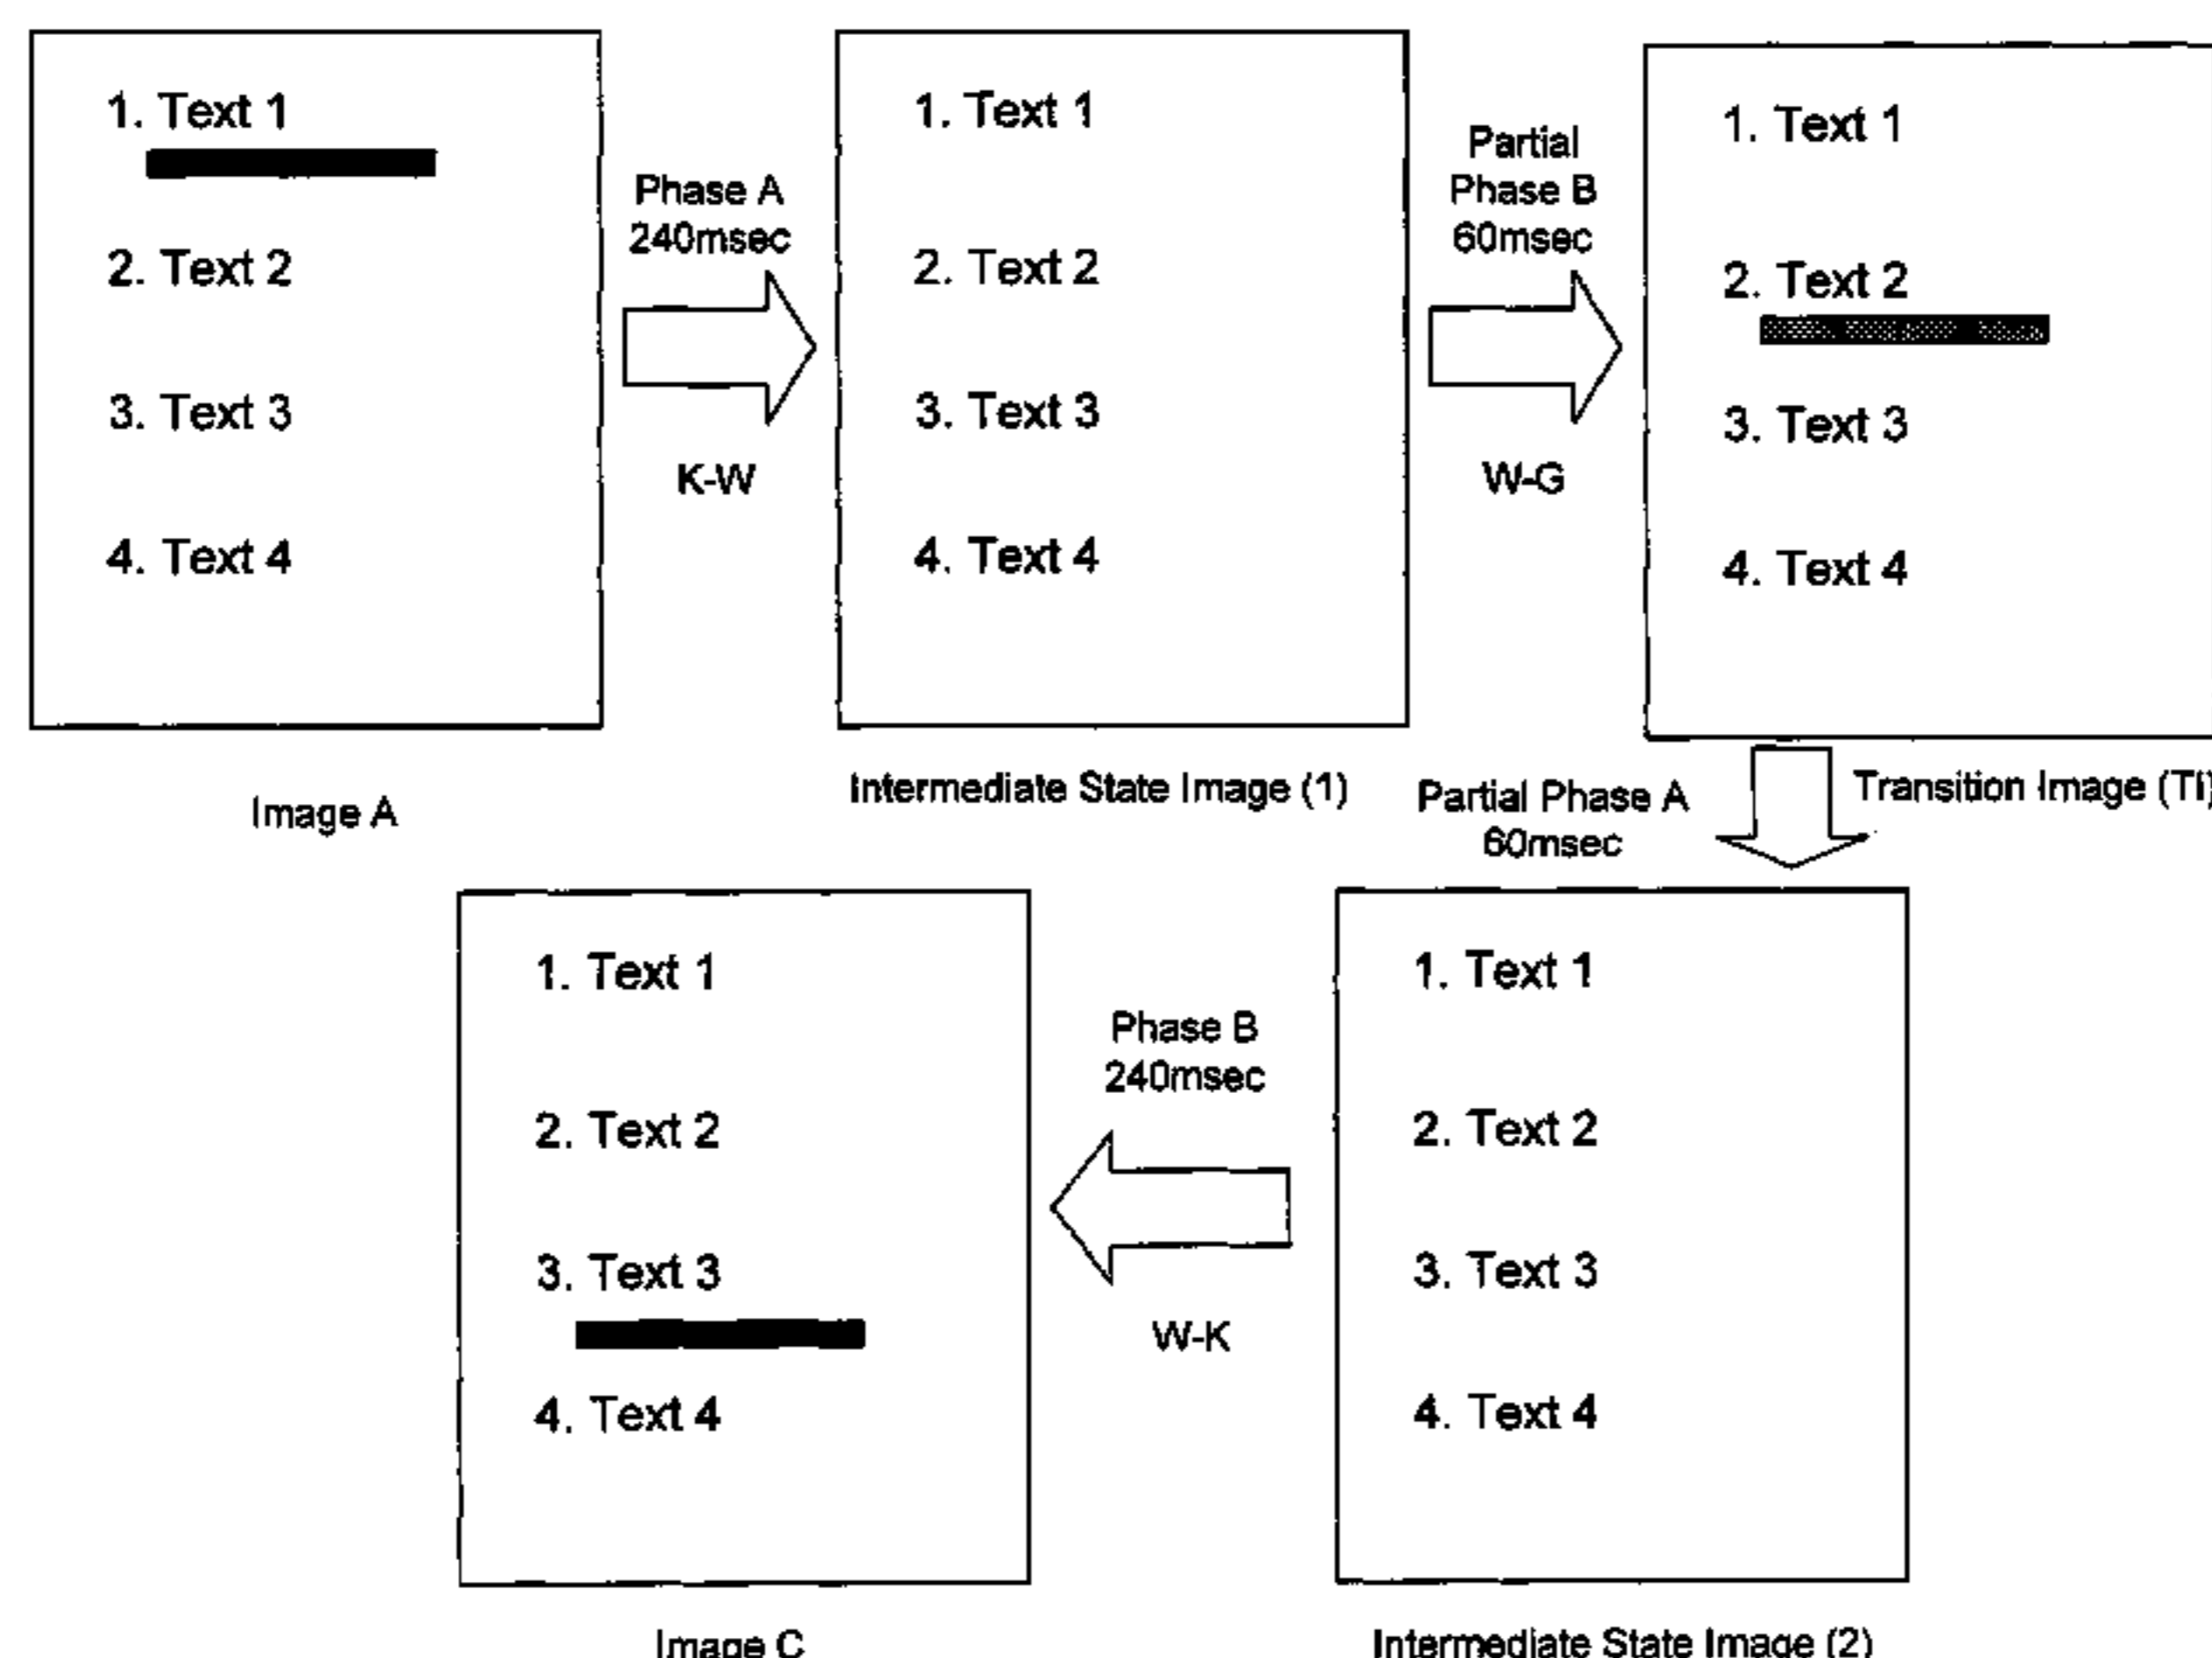 1. Text 1
2. Text 2
3. Text 3
4. Text 4
Image A
Phase A
240msec
K-W
1. Text 1
2. Text 2
3. Text 3
4. Text 4
Intermediate State Image (1)
Partial
Phase B
60msec
W-G
1. Text 1
2. Text 2
3. Text 3
4. Text 4
Transition Image (TI)
Partial Phase A
60msec
1. Text 1
2. Text 2
3. Text 3
4. Text 4
Intermediate State Image (2)
Phase B
240msec
W-K
1. Text 1
2. Text 2
3. Text 3
4. Text 4
Image C